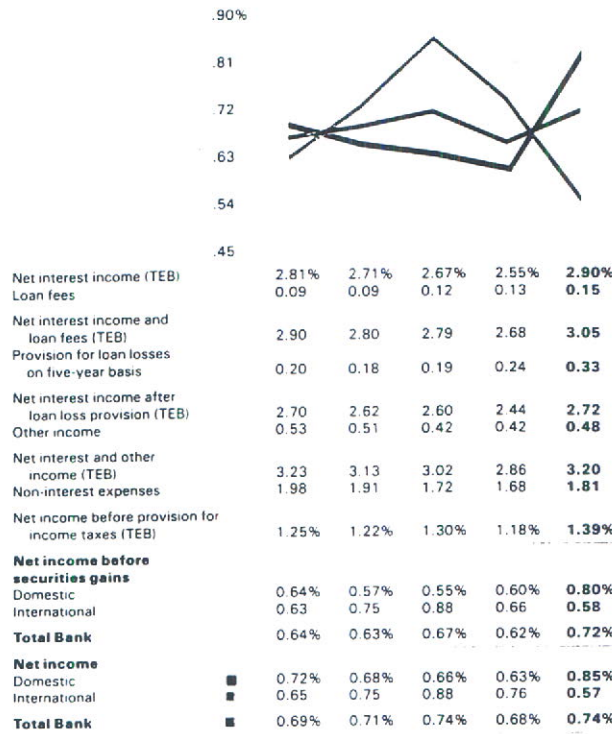 .90%
.81
.72
.63
.54
.45
Net interest income (TEB) 2.81% 2.71% 2.67% 2.55% 2.90%
Loan fees 0.09 0.09 0.12 0.13 0.15
Net interest income and
loan fees (TEB) 2.90 2.80 2.79 2.68 3.05
Provision for loan losses
on five-year basis 0.20 0.18 0.19 0.24 0.33
Net interest income after
loan loss provision (TEB) 2.70 2.62 2.60 2.44 2.72
Other income 0.53 0.51 0.42 0.42 0.48
Net interest and other
income (TEB) 3.23 3.13 3.02 2.86 3.20
Non-interest expenses 1.98 1.91 1.72 1.68 1.81
Net income before provision for
income taxes (TEB) 1.25% 1.22% 1.30% 1.18% 1.39%
Net income before
securities gains
Domestic 0.64% 0.57% 0.55% 0.60% 0.80%
International 0.63 0.75 0.88 0.66 0.58
Total Bank 0.64% 0.63% 0.67% 0.62% 0.72%
Net income
Domestic 0.72% 0.68% 0.66% 0.63% 0.85%
International 0.65 0.75 0.88 0.76 0.57
Total Bank 0.69% 0.71% 0.74% 0.68% 0.74%